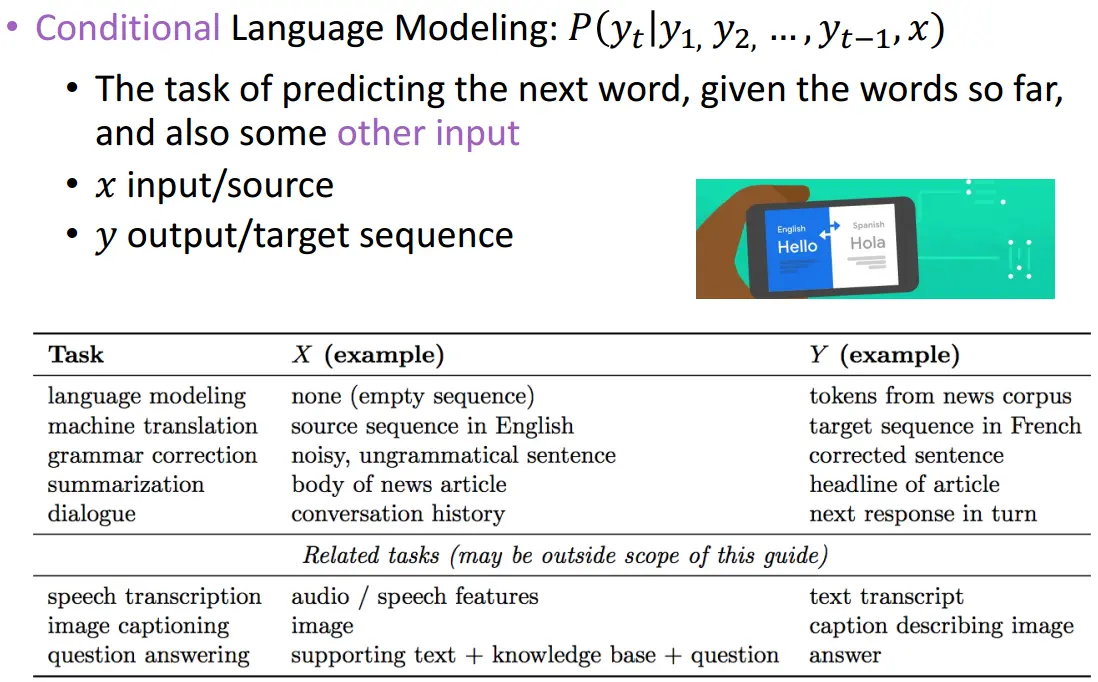 • Conditional Language Modeling: P(y_t|y_1, y_2, …, y_{t−1}, x)
• The task of predicting the next word, given the words so far,
and also some other input
• x input/source
• y output/target sequence
English
Hello
Spanish
Hola
Task X (example) Y (example)
language modeling none (empty sequence) tokens from news corpus
machine translation source sequence in English target sequence in French
grammar correction noisy, ungrammatical sentence corrected sentence
summarization body of news article headline of article
dialogue conversation history next response in turn
Related tasks (may be outside scope of this guide)
speech transcription audio / speech features text transcript
image captioning image caption describing image
question answering supporting text + knowledge base + question answer